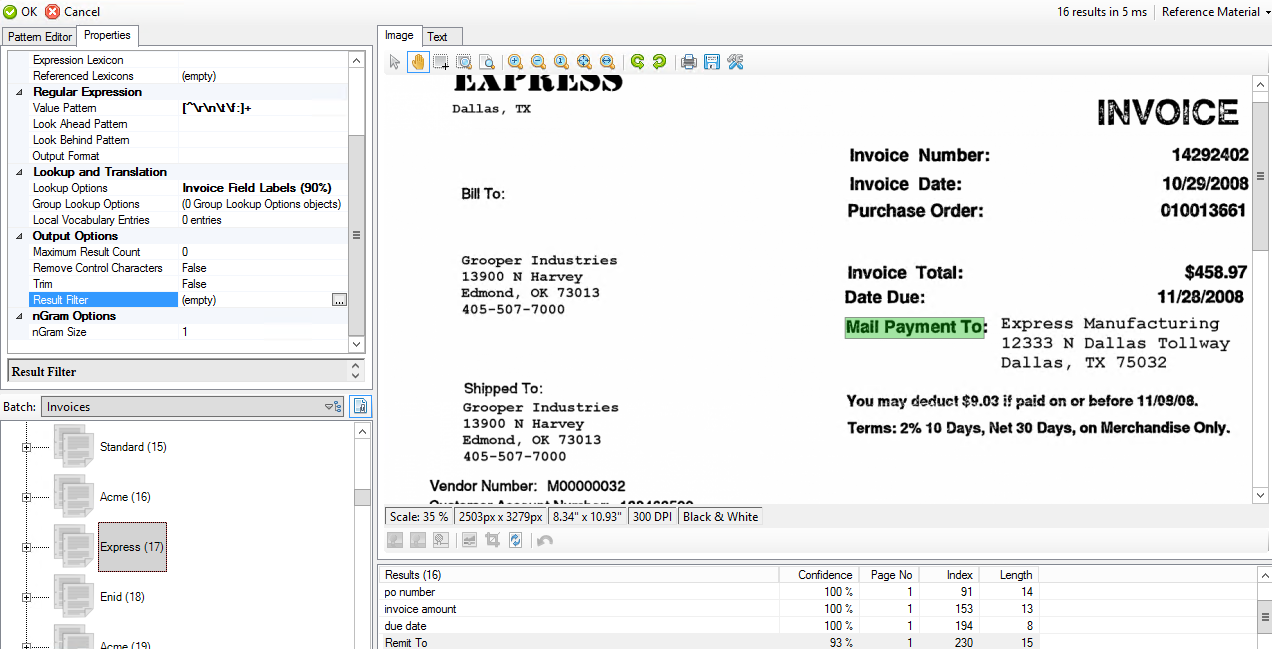 OK Cancel 16 results in 5 ms Reference Material
Pattern Editor Properties
Expression Lexicon
Referenced Lexicons (empty)
Regular Expression
Value Pattern [^\r\n\t\f:]+
Look Ahead Pattern
Look Behind Pattern
Output Format
Lookup and Translation
Lookup Options Invoice Field Labels (90%)
Group Lookup Options (0 Group Lookup Options objects)
Local Vocabulary Entries 0 entries
Output Options
Maximum Result Count 0
Remove Control Characters False
Trim False
Result Filter (empty) ...
nGram Options
nGram Size 1
Result Filter
Batch: Invoices
Standard (15)
Acme (16)
Express (17)
Enid (18)
Acme (19)
Image Text
EXPRESS
Dallas, TX
INVOICE
Invoice Number: 14292402
Invoice Date: 10/29/2008
Purchase Order: 010013661
Bill To:
Grooper Industries
13900 N Harvey
Edmond, OK 73013
405-507-7000
Invoice Total: $458.97
Date Due: 11/28/2008
Mail Payment To: Express Manufacturing
12333 N Dallas Tollway
Dallas, TX 75032
Shipped To:
Grooper Industries
13900 N Harvey
Edmond, OK 73013
405-507-7000
You may deduct $9.03 if paid on or before 11/09/08.
Terms: 2% 10 Days, Net 30 Days, on Merchandise Only.
Vendor Number: M00000032
Customer Account Number:
Scale: 35 % 2503px x 3279px 8.34" x 10.93" 300 DPI Black & White
Results (16) Confidence Page No Index Length
po number 100 % 1 91 14
invoice amount 100 % 1 153 13
due date 100 % 1 194 8
Remit To 93 % 1 230 15